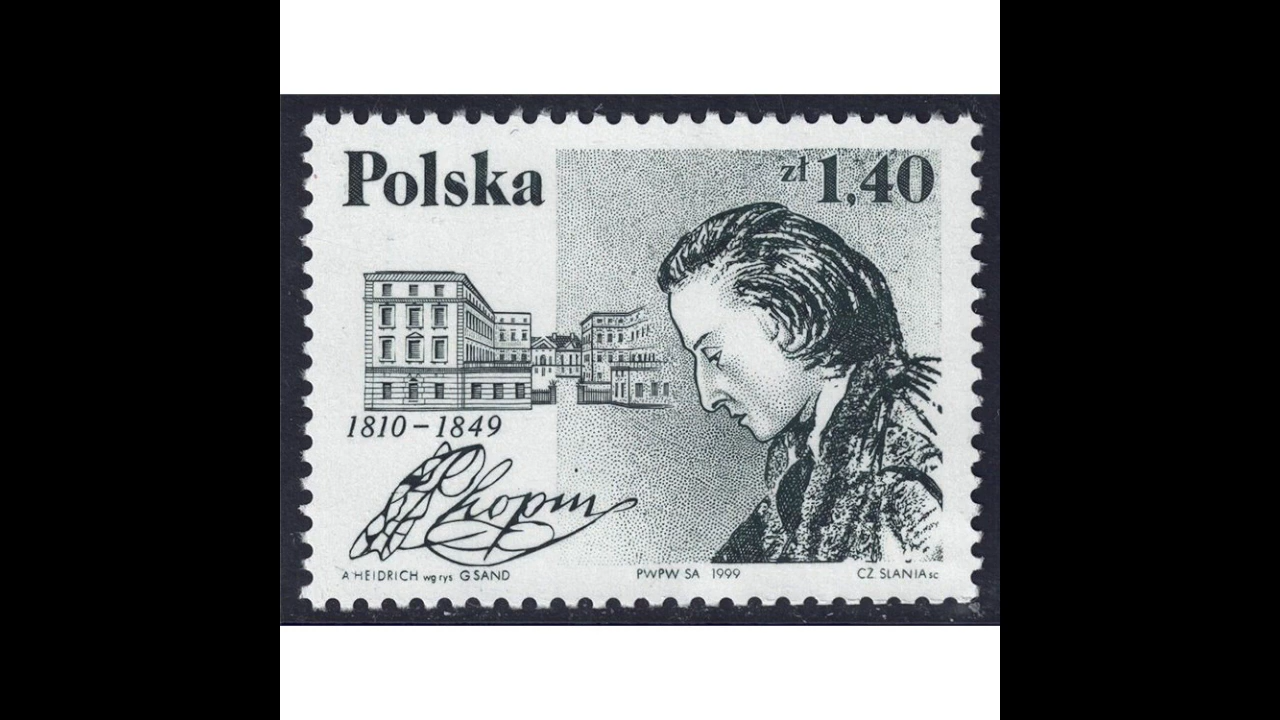 Polska
zł 1,40
1810 – 1849
Chopin
A HEIDRICH wg rys G SAND
PWPW SA 1999
CZ. SLANIA sc